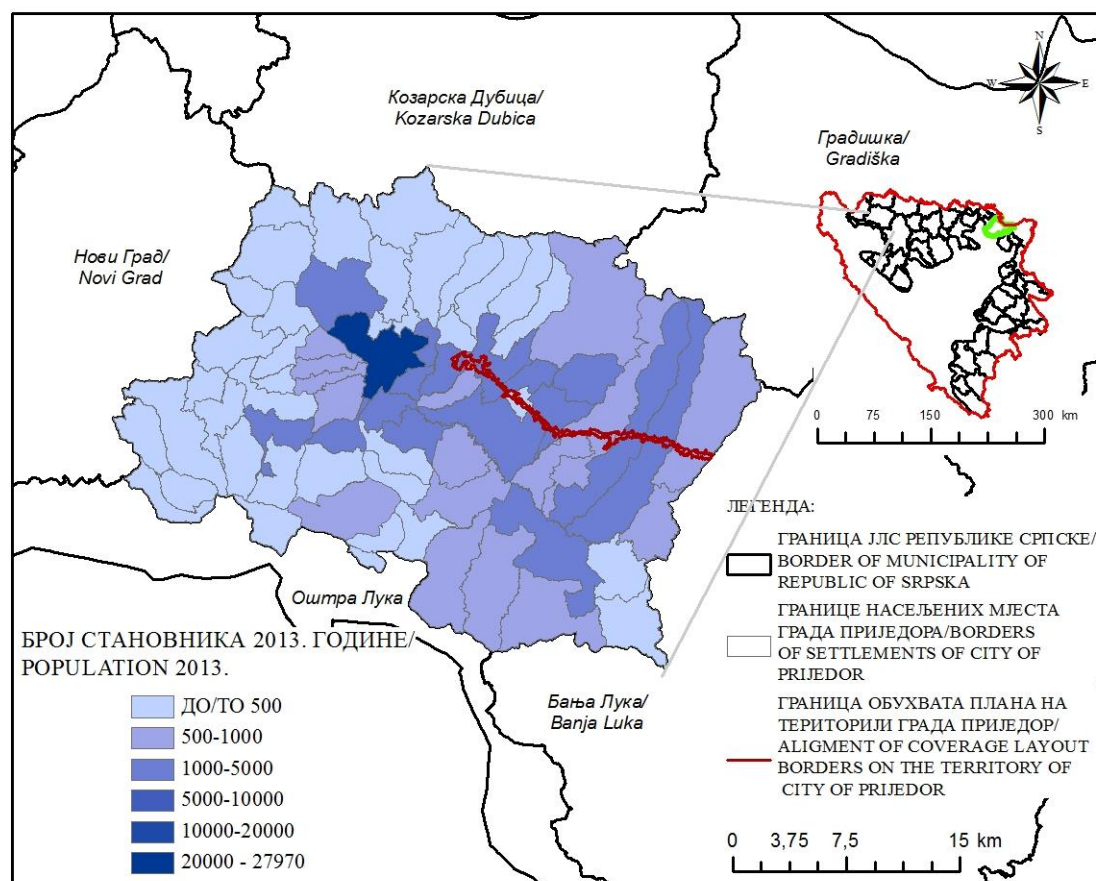 Козарска Дубица/
Kozarska Dubica
Градишка/
Gradiška
N
W
E
S
Нови Град/
Novi Grad
0 75 150 300 km
Оштра Лука
Бања Лука/
Banja Luka
БРОЈ СТАНОВНИКА 2013. ГОДИНЕ/
POPULATION 2013.
ДО/ТО 500
500-1000
1000-5000
5000-10000
10000-20000
20000 - 27970
ЛЕГЕНДА:
ГРАНИЦА ЈЛС РЕПУБЛИКЕ СРПСКЕ/
BORDER OF MUNICIPALITY OF
REPUBLIC OF SRPSKA
ГРАНИЦЕ НАСЕЉЕНИХ МЈЕСТА
ГРАДА ПРИЈЕДОРА/BORDERS
OF SETTLEMENTS OF CITY OF
PRIJEDOR
ГРАНИЦА ОБУХВАТА ПЛАНА НА
ТЕРИТОРИЈИ ГРАДА ПРИЈЕДОР/
ALIGMENT OF COVERAGE LAYOUT
BORDERS ON THE TERRITORY OF
CITY OF PRIJEDOR
0 3,75 7,5 15 km